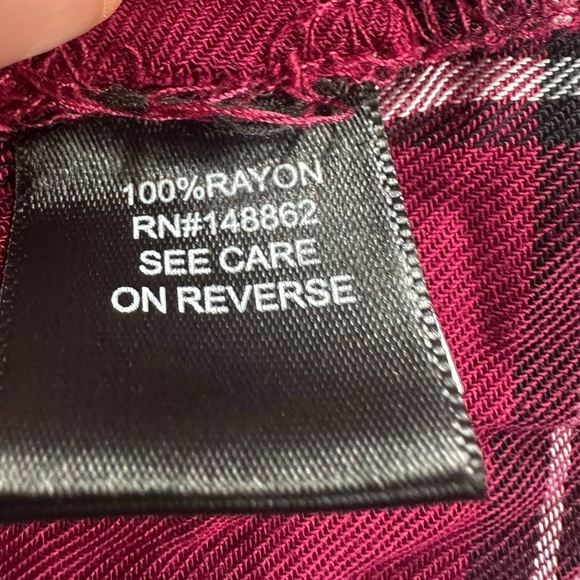 100%RAYON
RN#148862
SEE CARE
ON REVERSE